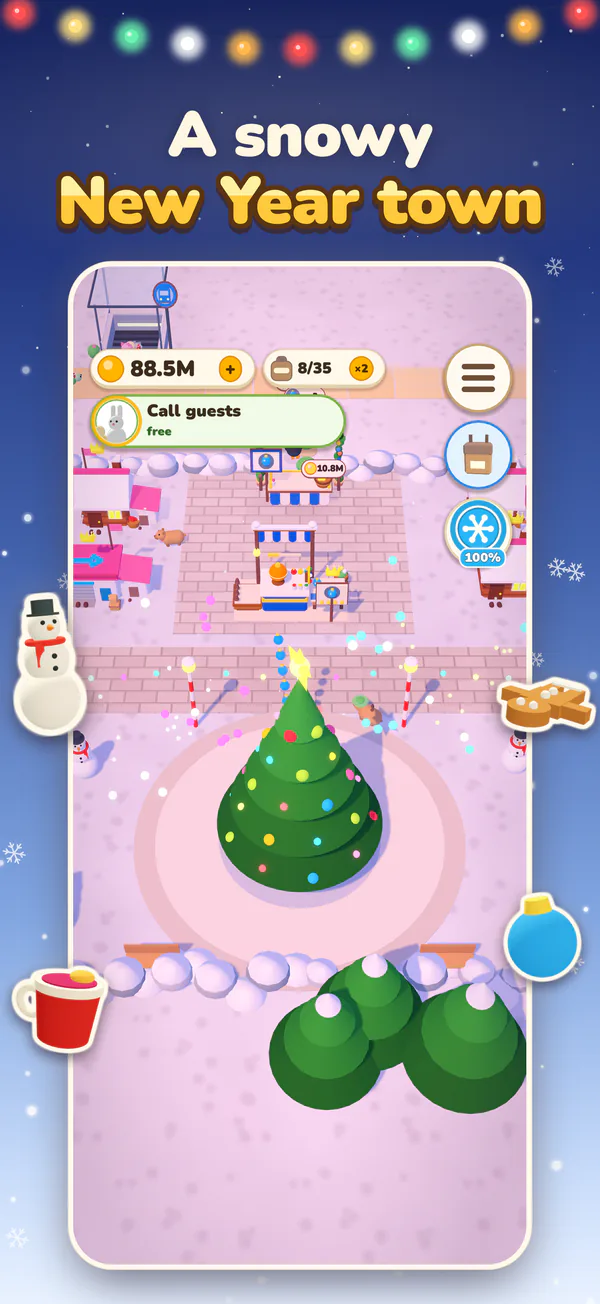 A snowy
New Year town
88.5M
+
8/35
×2
Call guests
free
10.8M
100%